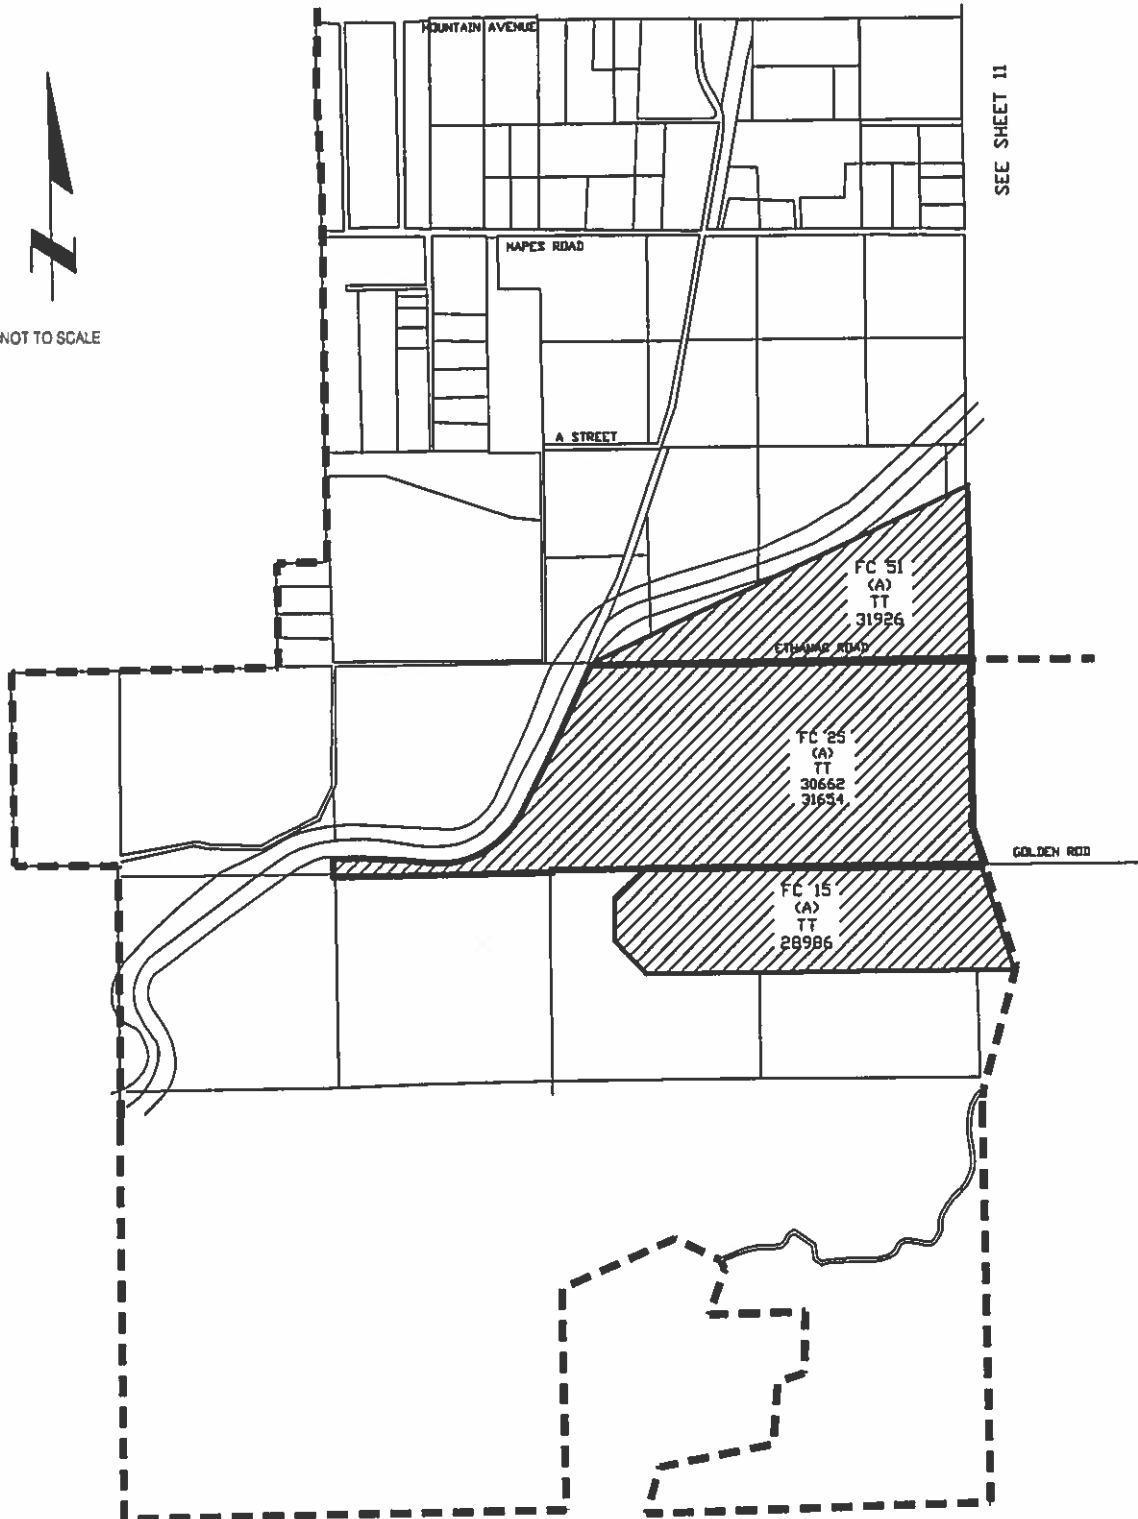 MOUNTAIN AVENUE
SEE SHEET 11
MAPES ROAD
N
NOT TO SCALE
A STREET
FC 51
(A)
TT
31926
ETHANAC ROAD
FC 25
(A)
TT
30662
31654
GOLDEN ROD
FC 15
(A)
TT
28986